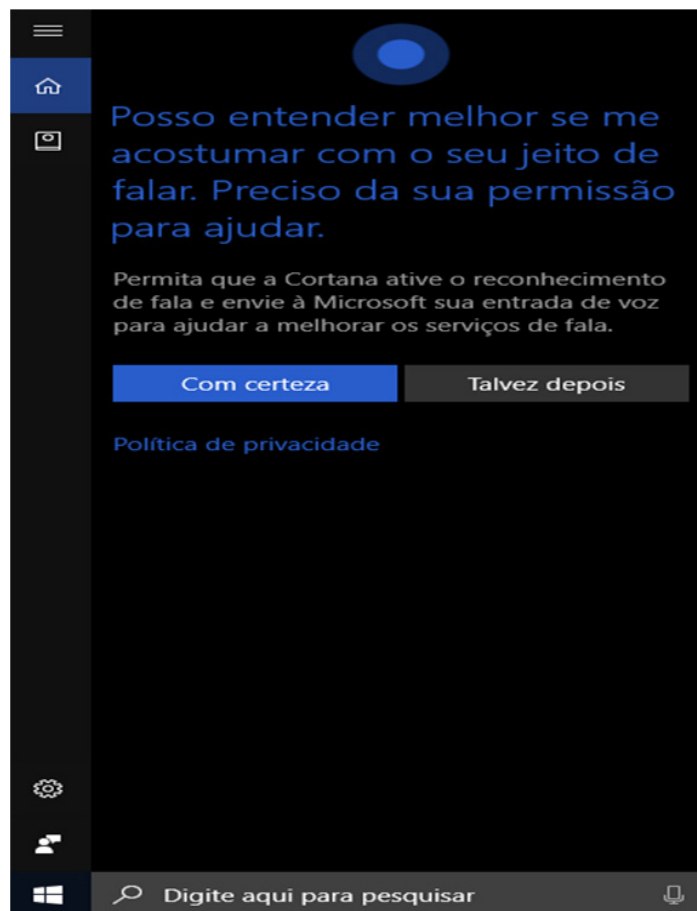 Posso entender melhor se me
acostumar com o seu jeito de
falar. Preciso da sua permissão
para ajudar.
Permita que a Cortana ative o reconhecimento
de fala e envie à Microsoft sua entrada de voz
para ajudar a melhorar os serviços de fala.
Com certeza
Talvez depois
Política de privacidade
Digite aqui para pesquisar